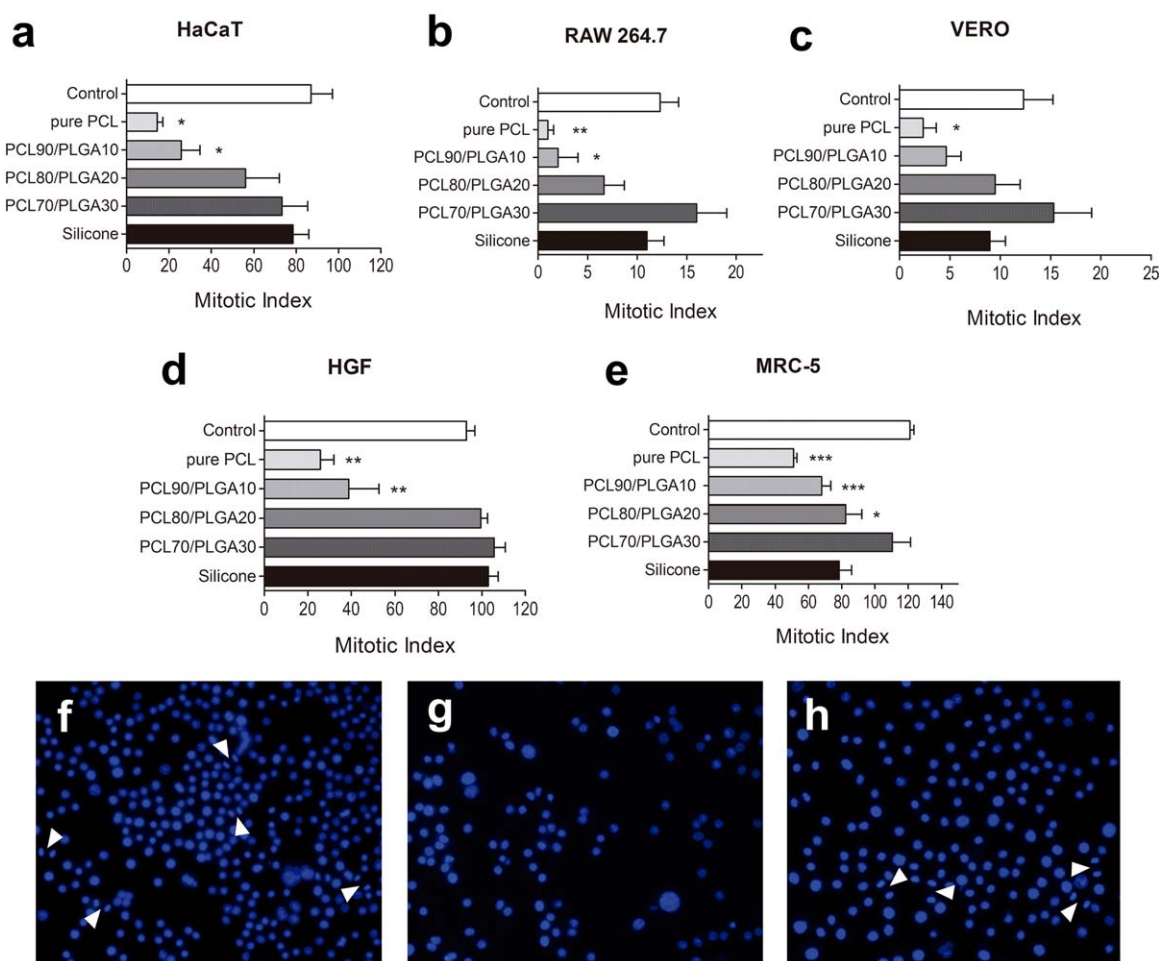 a
HaCaT
Control
pure PCL *
PCL90/PLGA10 *
PCL80/PLGA20
PCL70/PLGA30
Silicone
0 20 40 60 80 100 120
Mitotic Index
b
RAW 264.7
Control
pure PCL **
PCL90/PLGA10 *
PCL80/PLGA20
PCL70/PLGA30
Silicone
0 5 10 15 20
Mitotic Index
c
VERO
Control
pure PCL *
PCL90/PLGA10
PCL80/PLGA20
PCL70/PLGA30
Silicone
0 5 10 15 20 25
Mitotic Index
d
HGF
Control
pure PCL **
PCL90/PLGA10 **
PCL80/PLGA20
PCL70/PLGA30
Silicone
0 20 40 60 80 100 120
Mitotic Index
e
MRC-5
Control
pure PCL ***
PCL90/PLGA10 ***
PCL80/PLGA20 *
PCL70/PLGA30
Silicone
0 20 40 60 80 100 120 140
Mitotic Index
f
g
h